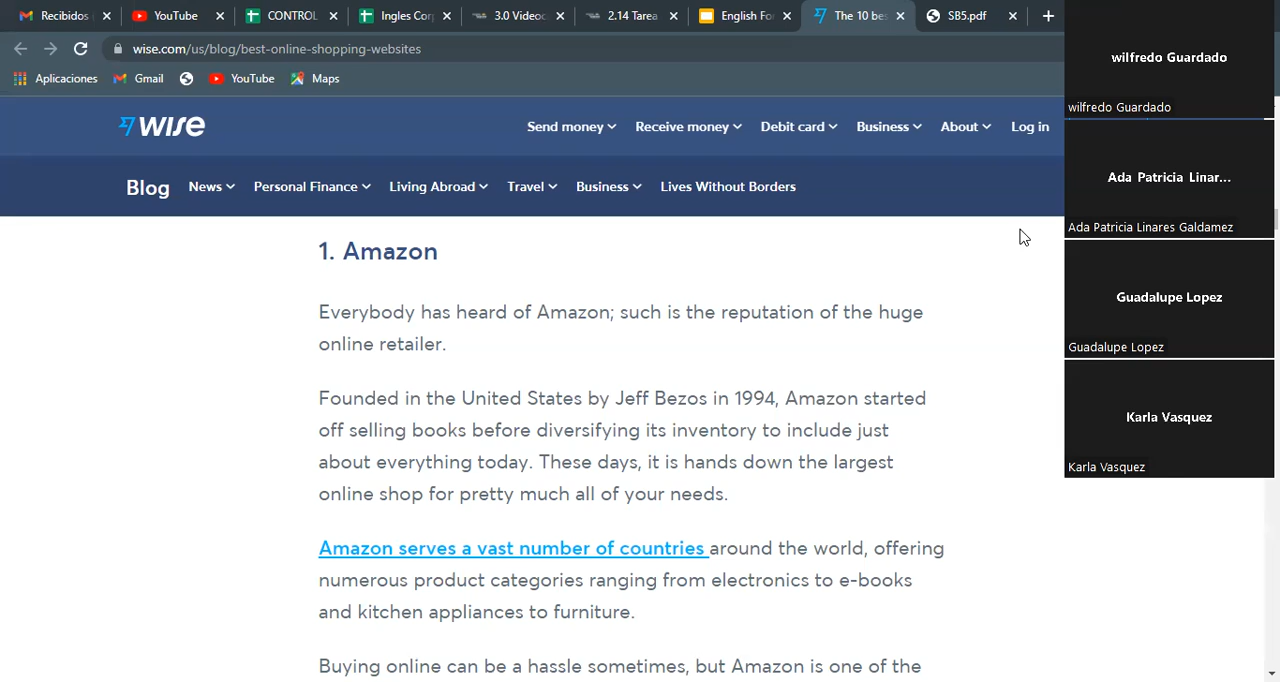 Recibidos
YouTube
CONTROL
Ingles Cor
3.0 Videoc
2.14 Tarea
English Fo
The 10 bes
SB5.pdf
wise.com/us/blog/best-online-shopping-websites
Aplicaciones
Gmail
YouTube
Maps
WISE
Send money
Receive money
Debit card
Business
About
Log in
Blog
News
Personal Finance
Living Abroad
Travel
Business
Lives Without Borders
1. Amazon
Everybody has heard of Amazon; such is the reputation of the huge
online retailer.
Founded in the United States by Jeff Bezos in 1994, Amazon started
off selling books before diversifying its inventory to include just
about everything today. These days, it is hands down the largest
online shop for pretty much all of your needs.
Amazon serves a vast number of countries around the world, offering
numerous product categories ranging from electronics to e-books
and kitchen appliances to furniture.
Buying online can be a hassle sometimes, but Amazon is one of the
wilfredo Guardado
wilfredo Guardado
Ada Patricia Linar...
Ada Patricia Linares Galdamez
Guadalupe Lopez
Guadalupe Lopez
Karla Vasquez
Karla Vasquez